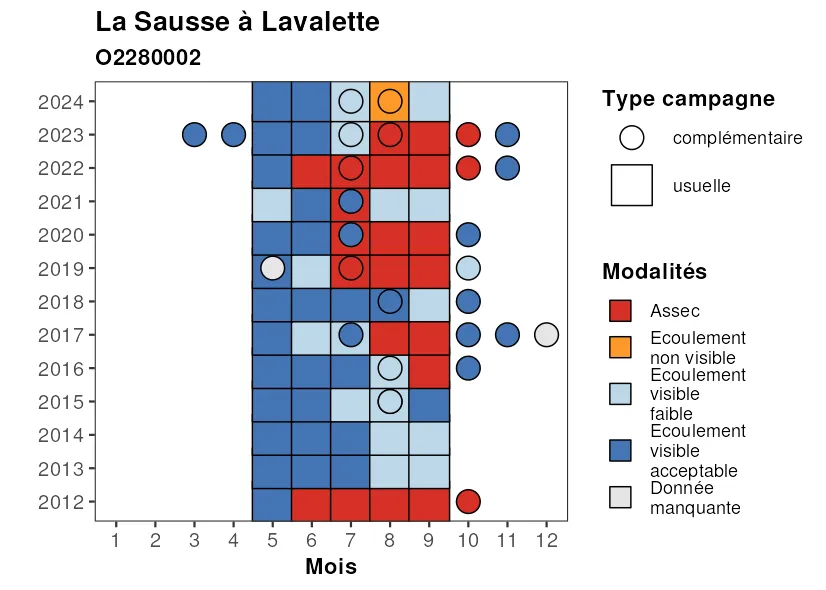 La Sausse à Lavalette
O2280002
2024
2023
2022
2021
2020
2019
2018
2017
2016
2015
2014
2013
2012
1 2 3 4 5 6 7 8 9 10 11 12
Mois
Type campagne
complémentaire
usuelle
Modalités
Assec
Ecoulement
non visible
Ecoulement
visible
faible
Ecoulement
visible
acceptable
Donnée
manquante